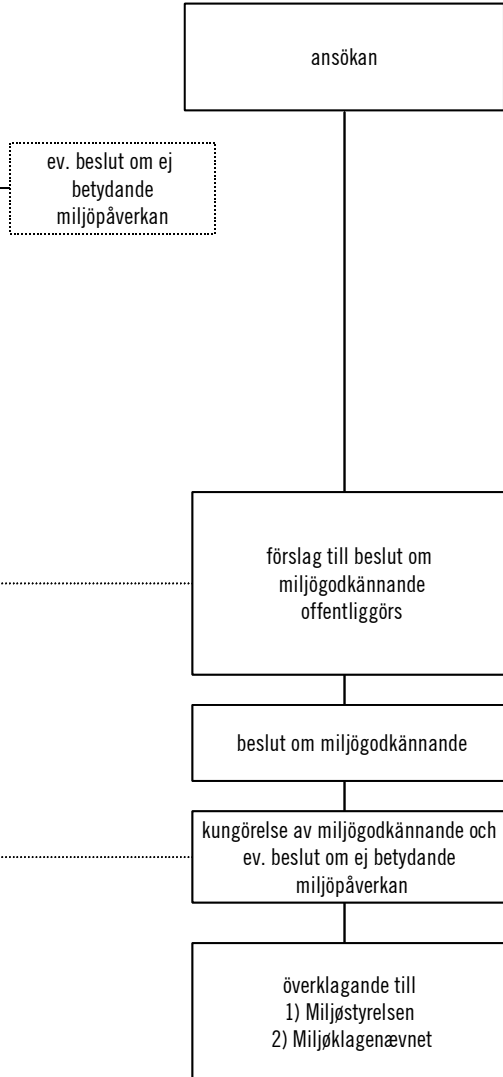 ansökan
ev. beslut om ej
betydande
miljöpåverkan
förslag till beslut om
miljögodkännande
offentliggörs
beslut om miljögodkännande
kungörelse av miljögodkännande och
ev. beslut om ej betydande
miljöpåverkan
överklagande till
1) Miljøstyrelsen
2) Miljøklagenævnet